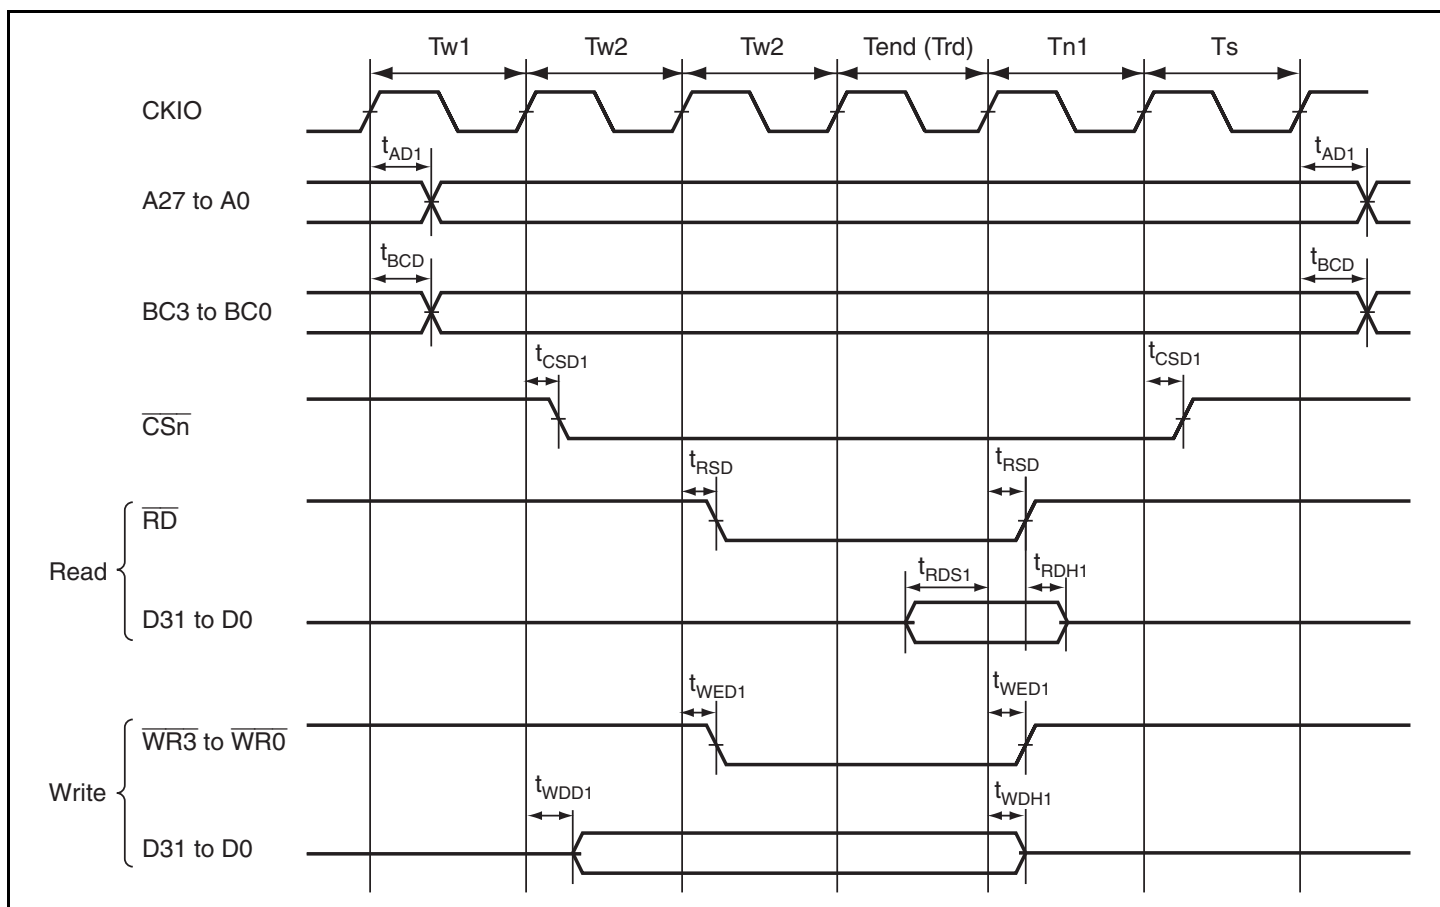 Tw1 Tw2 Tw2 Tend (Trd) Tn1 Ts
CKIO
tAD1 tAD1
A27 to A0
tBCD tBCD
BC3 to BC0
tCSD1 tCSD1
CSn
tRSD tRSD
RD
Read
tRDS1 tRDH1
D31 to D0
tWED1 tWED1
WR3 to WR0
Write
tWDD1 tWDH1
D31 to D0